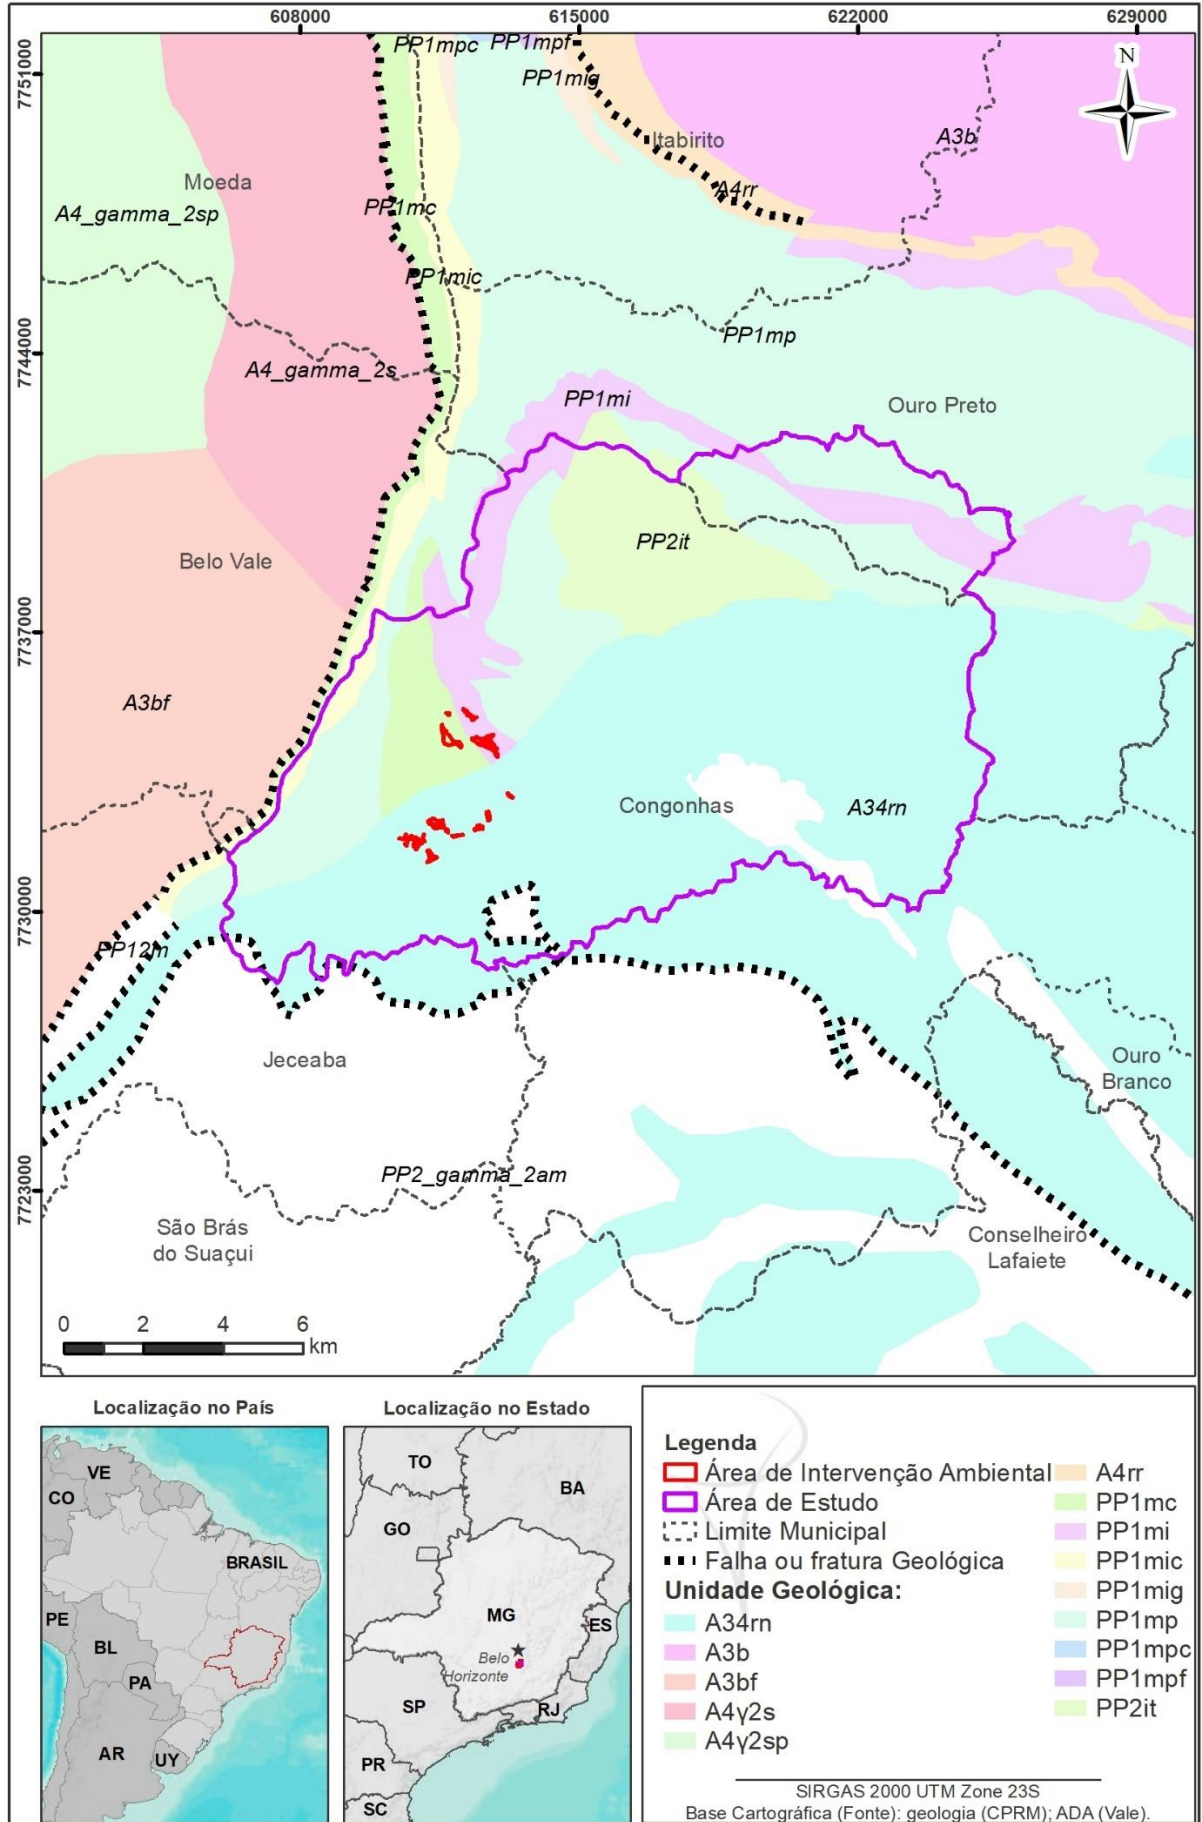 608000 615000 622000 629000
7751000
7744000
7737000
7730000
7723000
N
PP1mpc PP1mpf
PP1mig
Itabirito
A3b
Moeda
A4rr
A4_gamma_2sp
PP1mc
PP1mic
PP1mp
A4_gamma_2s
PP1mi
Ouro Preto
PP2it
Belo Vale
A3bf
Congonhas
A34rn
PP12m
Jeceaba
Ouro
Branco
PP2_gamma_2am
São Brás
do Suaçui
Conselheiro
Lafaiete
0 2 4 6
km
Localização no País
VE
CO
BRASIL
PE
BL
PA
AR
UY
Localização no Estado
TO
BA
GO
MG
ES
Belo
Horizonte
SP
RJ
PR
SC
Legenda
Área de Intervenção Ambiental
Área de Estudo
Limite Municipal
Falha ou fratura Geológica
Unidade Geológica:
A34rn
A3b
A3bf
A4γ2s
A4γ2sp
A4rr
PP1mc
PP1mi
PP1mic
PP1mig
PP1mp
PP1mpc
PP1mpf
PP2it
SIRGAS 2000 UTM Zone 23S
Base Cartográfica (Fonte): geologia (CPRM); ADA (Vale).